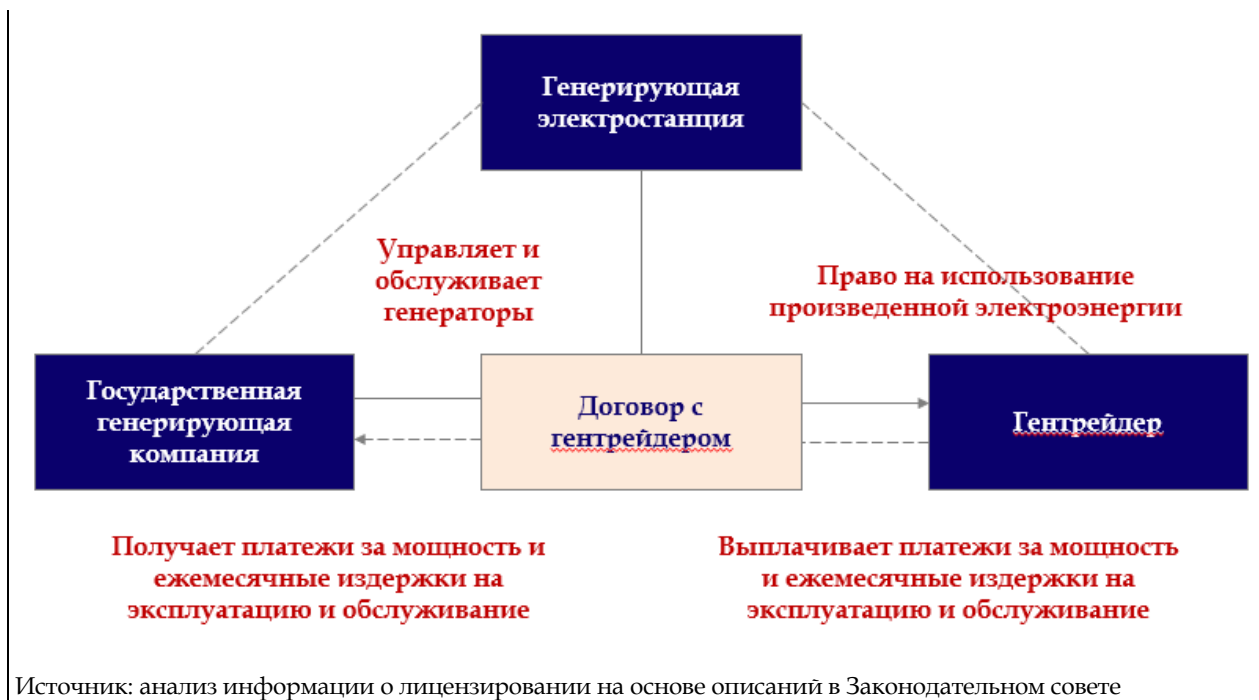 Генерирующая
электростанция
Управляет и
обслуживает
генераторы
Право на использование
произведенной электроэнергии
Государственная
генерирующая
компания
Договор с
гентрейдером
Гентрейдер
Получает платежи за мощность и
ежемесячные издержки на
эксплуатацию и обслуживание
Выплачивает платежи за мощность
и ежемесячные издержки на
эксплуатацию и обслуживание
Источник: анализ информации о лицензировании на основе описаний в Законодательном совете